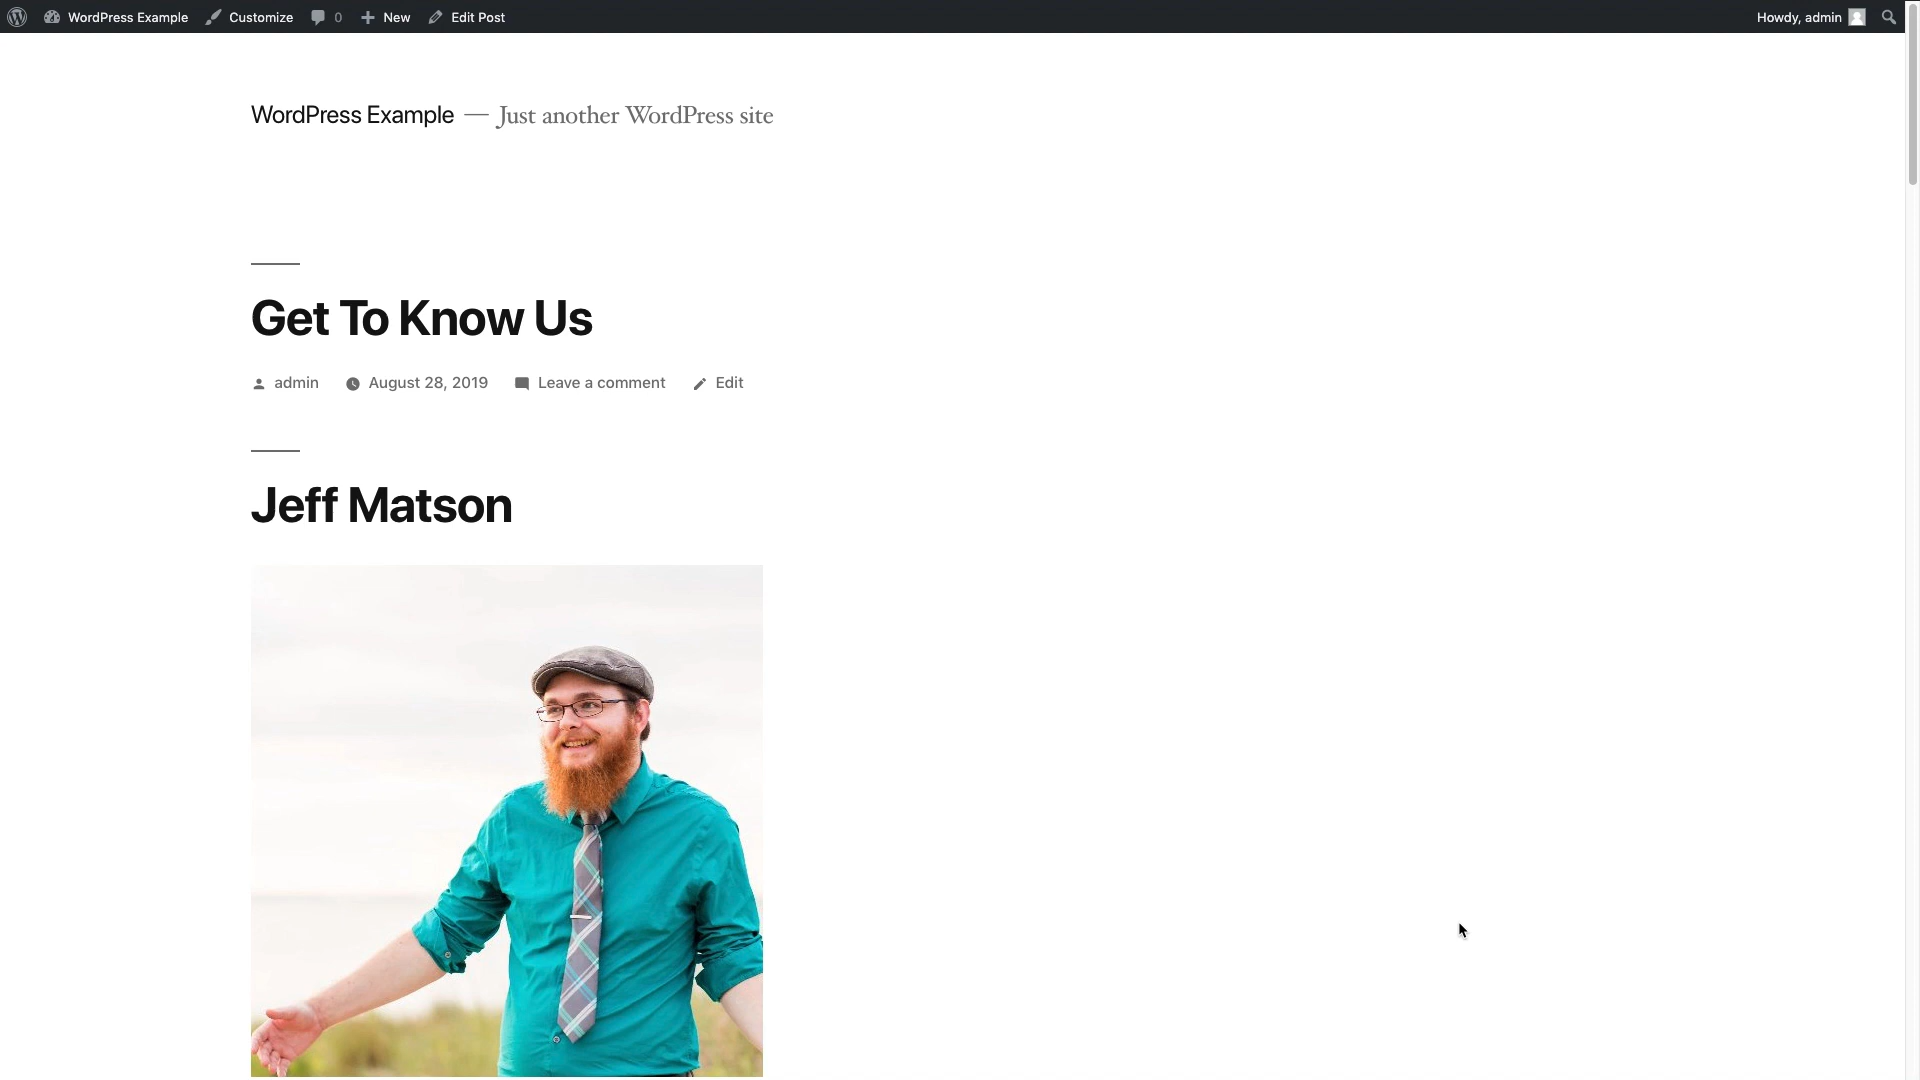 WordPress Example Customize 0 New Edit Post Howdy, admin
WordPress Example — Just another WordPress site
Get To Know Us
admin August 28, 2019 Leave a comment Edit
Jeff Matson